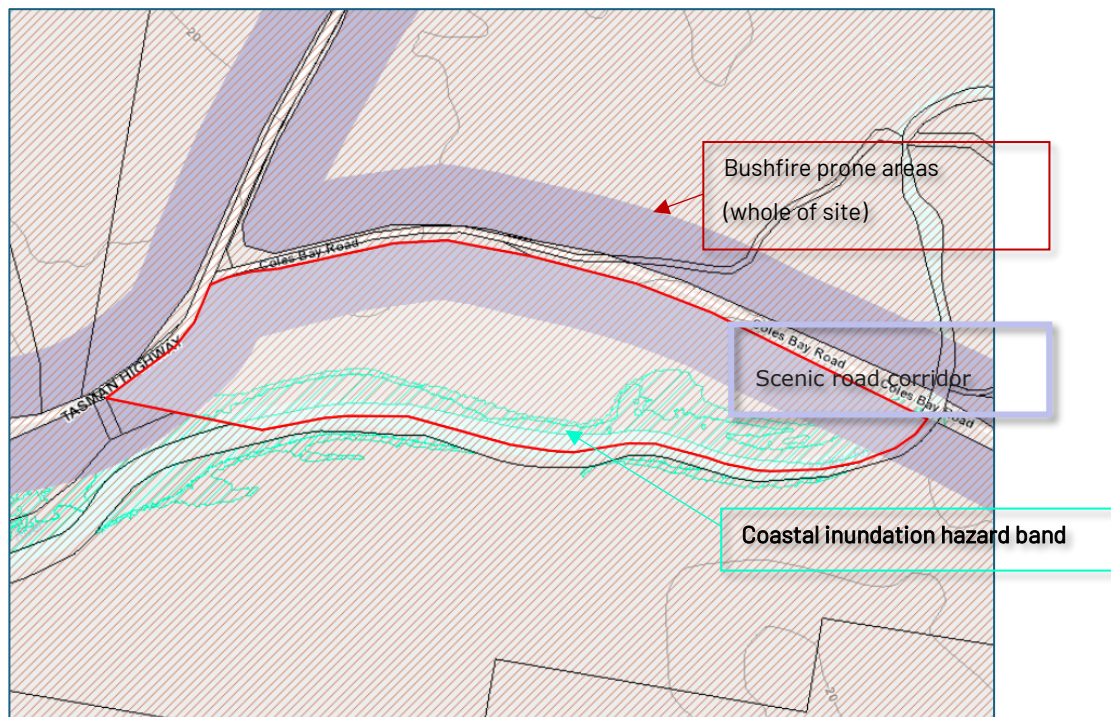 20
Bushfire prone areas
(whole of site)
Coles Bay Road
TASMAN HIGHWAY
Coles Bay Road
Scenic road corridor
Coles Bay Road
Coastal inundation hazard band
20